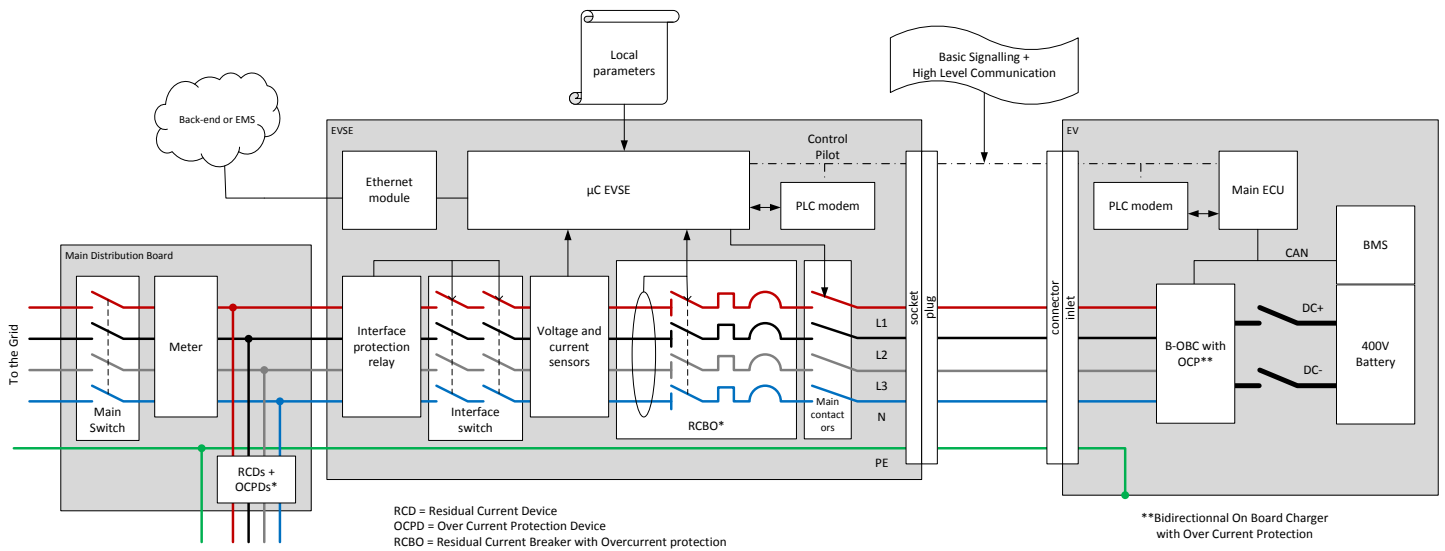 Local
parameters
Basic Signalling +
High Level Communication
Back-end or EMS
EVSE
EV
Control
Pilot
Ethernet
module
µC EVSE
PLC modem
PLC modem
Main ECU
BMS
CAN
Main Distribution Board
To the Grid
Main
Switch
Meter
Interface
protection
relay
Interface
switch
Voltage and
current
sensors
RCBO*
Main
contact
ors
L1
L2
L3
N
PE
socket
plug
connector
inlet
B-OBC with
OCP**
DC+
DC-
400V
Battery
RCDs +
OCPDs*
RCD = Residual Current Device
OCPD = Over Current Protection Device
RCBO = Residual Current Breaker with Overcurrent protection
**Bidirectionnal On Board Charger
with Over Current Protection